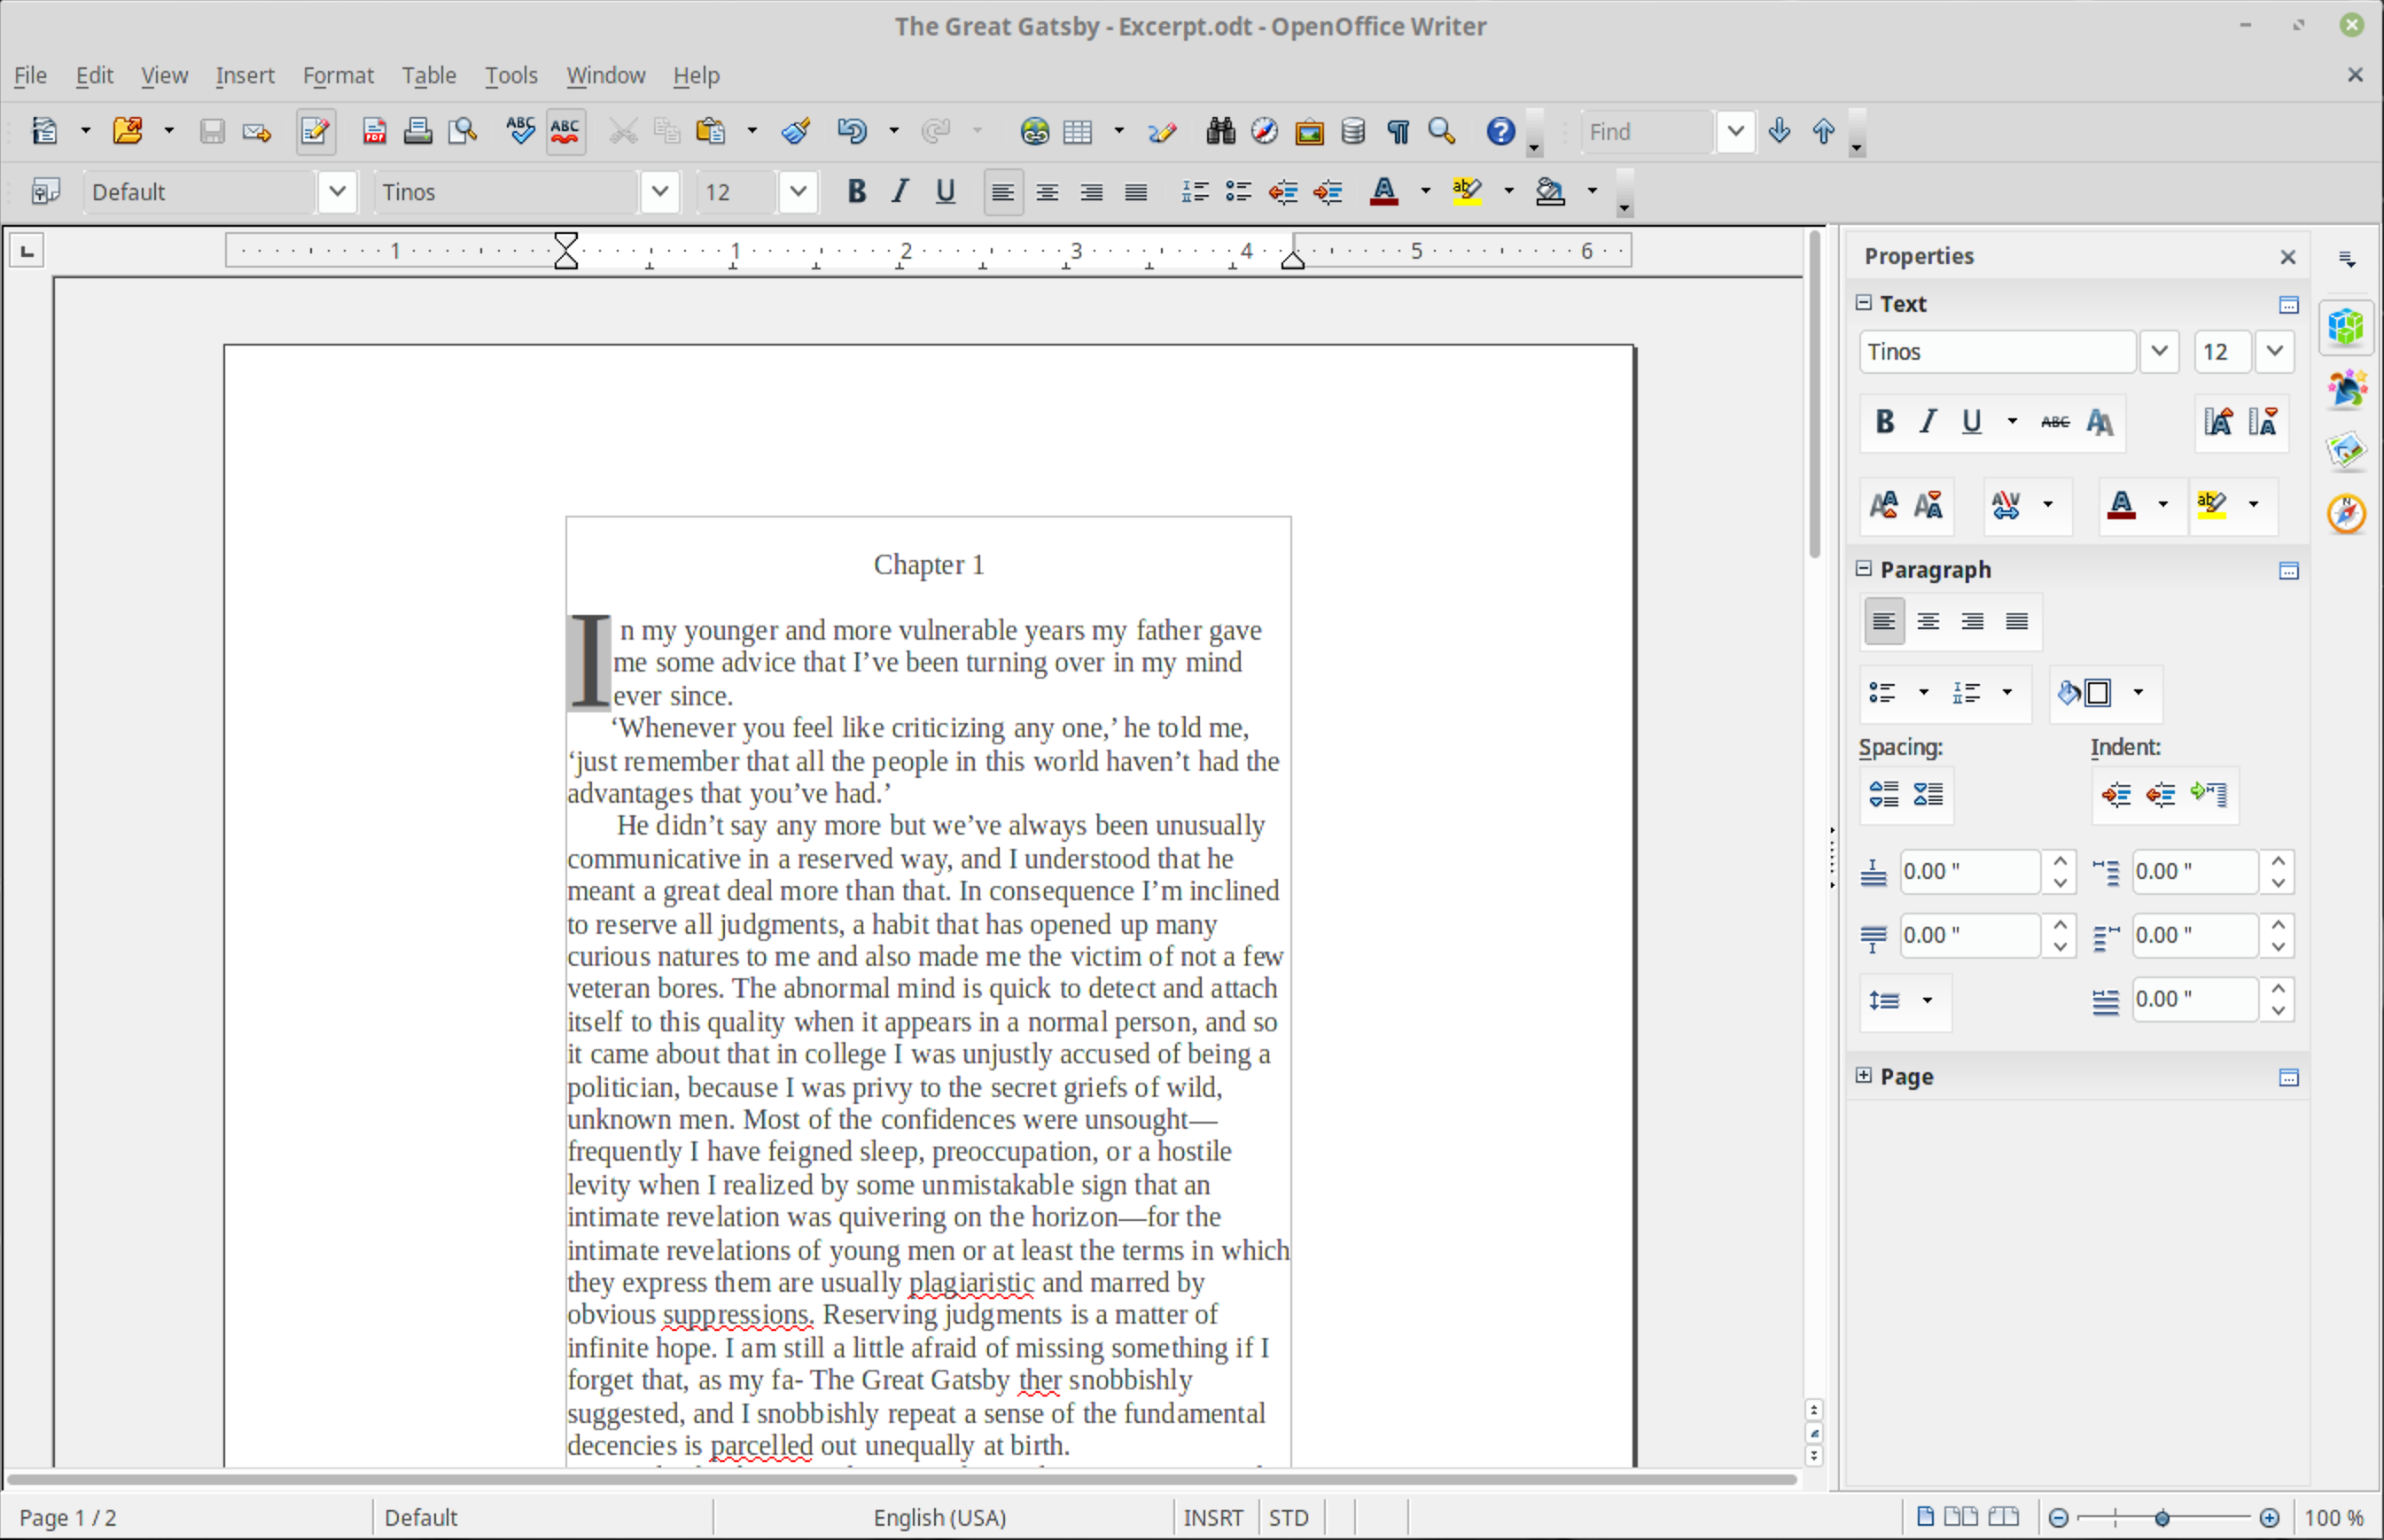 The Great Gatsby - Excerpt.odt - OpenOffice Writer
File Edit View Insert Format Table Tools Window Help
Find
Default Tinos 12
1 1 2 3 4 5 6
Properties
Text
Tinos 12
Paragraph
Spacing: Indent:
0.00 " 0.00 "
0.00 " 0.00 "
0.00 "
Page
Chapter 1
In my younger and more vulnerable years my father gave
me some advice that I’ve been turning over in my mind
ever since.
‘Whenever you feel like criticizing any one,’ he told me,
‘just remember that all the people in this world haven’t had the
advantages that you’ve had.’
He didn’t say any more but we’ve always been unusually
communicative in a reserved way, and I understood that he
meant a great deal more than that. In consequence I’m inclined
to reserve all judgments, a habit that has opened up many
curious natures to me and also made me the victim of not a few
veteran bores. The abnormal mind is quick to detect and attach
itself to this quality when it appears in a normal person, and so
it came about that in college I was unjustly accused of being a
politician, because I was privy to the secret griefs of wild,
unknown men. Most of the confidences were unsought—
frequently I have feigned sleep, preoccupation, or a hostile
levity when I realized by some unmistakable sign that an
intimate revelation was quivering on the horizon—for the
intimate revelations of young men or at least the terms in which
they express them are usually plagiaristic and marred by
obvious suppressions. Reserving judgments is a matter of
infinite hope. I am still a little afraid of missing something if I
forget that, as my fa- The Great Gatsby ther snobbishly
suggested, and I snobbishly repeat a sense of the fundamental
decencies is parcelled out unequally at birth.
Page 1 / 2 Default English (USA) INSRT STD 100 %